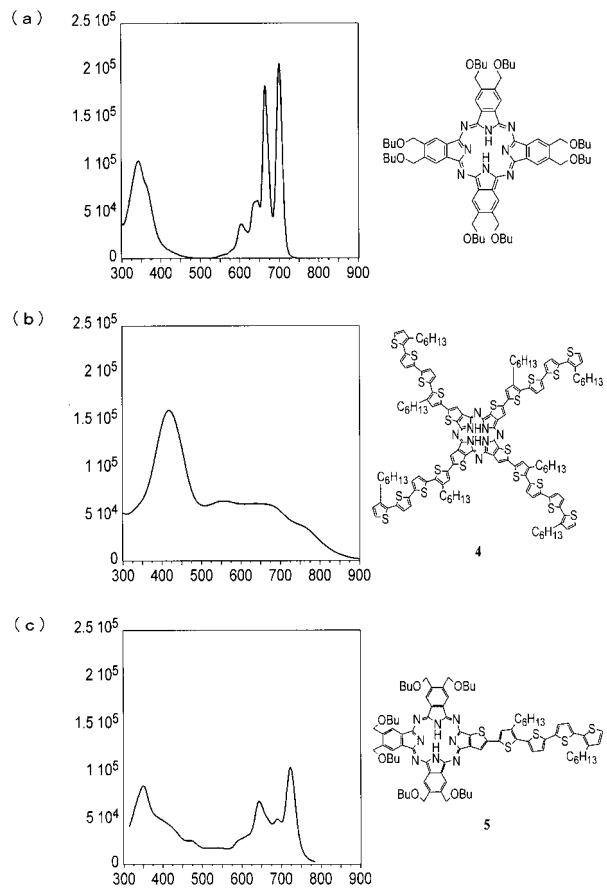 (a)
2.5 10⁵
2 10⁵
1.5 10⁵
1 10⁵
5 10⁴
0
300 400 500 600 700 800 900
OBuOBu
N N
NH
BuO OBu
N N
BuO OBu
H
N
N N
OBu OBu
(b)
2.5 10⁵
2 10⁵
1.5 10⁵
1 10⁵
5 10⁴
0
300 400 500 600 700 800 900
S C₆H₁₃
S
C₆H₁₃ S
S S
S S C₆H₁₃
C₆H₁₃ S
S N S
N NHN N
N NHN N
S N S
C₆H₁₃ S C₆H₁₃
S S C₆H₁₃ S
S S
S
S
C₆H₁₃
4
(c)
2.5 10⁵
2 10⁵
1.5 10⁵
1 10⁵
5 10⁴
0
300 400 500 600 700 800 900
BuO OBu
OBu N N S C₆H₁₃
N
H S S
N N S S
H
OBu N N N C₆H₁₃
BuO OBu
5